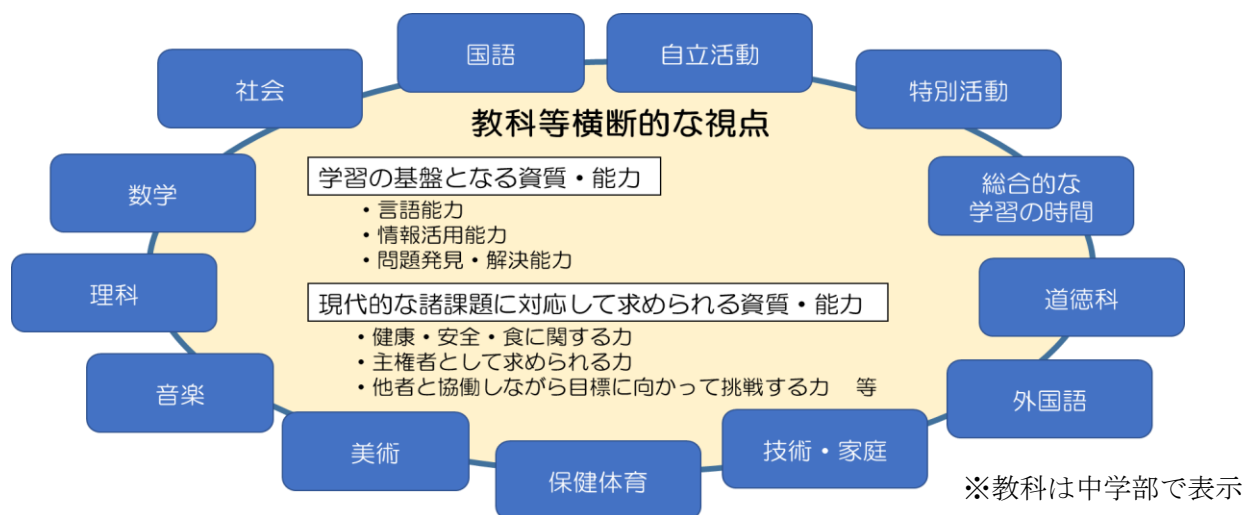 国語
自立活動
社会
特別活動
教科等横断的な視点
数学
学習の基盤となる資質・能力
・言語能力
・情報活用能力
・問題発見・解決能力
総合的な
学習の時間
理科
現代的な諸課題に対応して求められる資質・能力
・健康・安全・食に関する力
・主権者として求められる力
・他者と協働しながら目標に向かって挑戦する力　等
道徳科
音楽
外国語
美術
保健体育
技術・家庭
※教科は中学部で表示